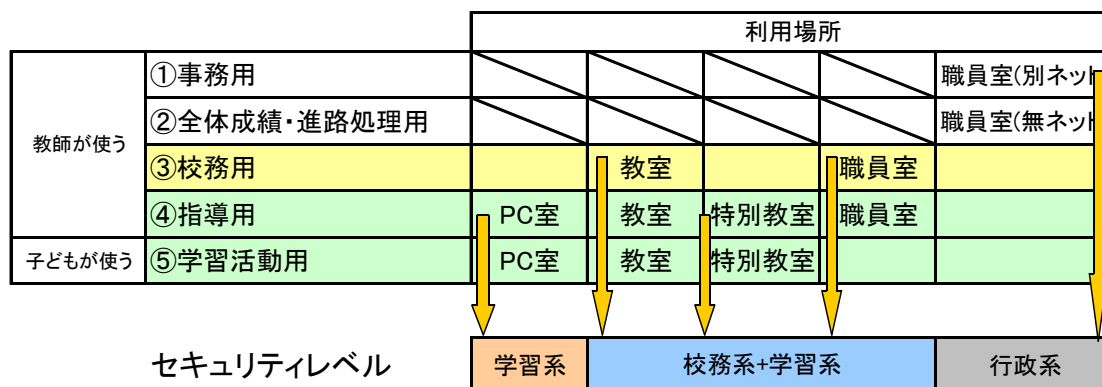 利用場所
①事務用 職員室(別ネット
②全体成績・進路処理用 職員室(無ネット
教師が使う
③校務用 教室 職員室
④指導用 PC室 教室 特別教室 職員室
子どもが使う ⑤学習活動用 PC室 教室 特別教室
セキュリティレベル 学習系 校務系+学習系 行政系